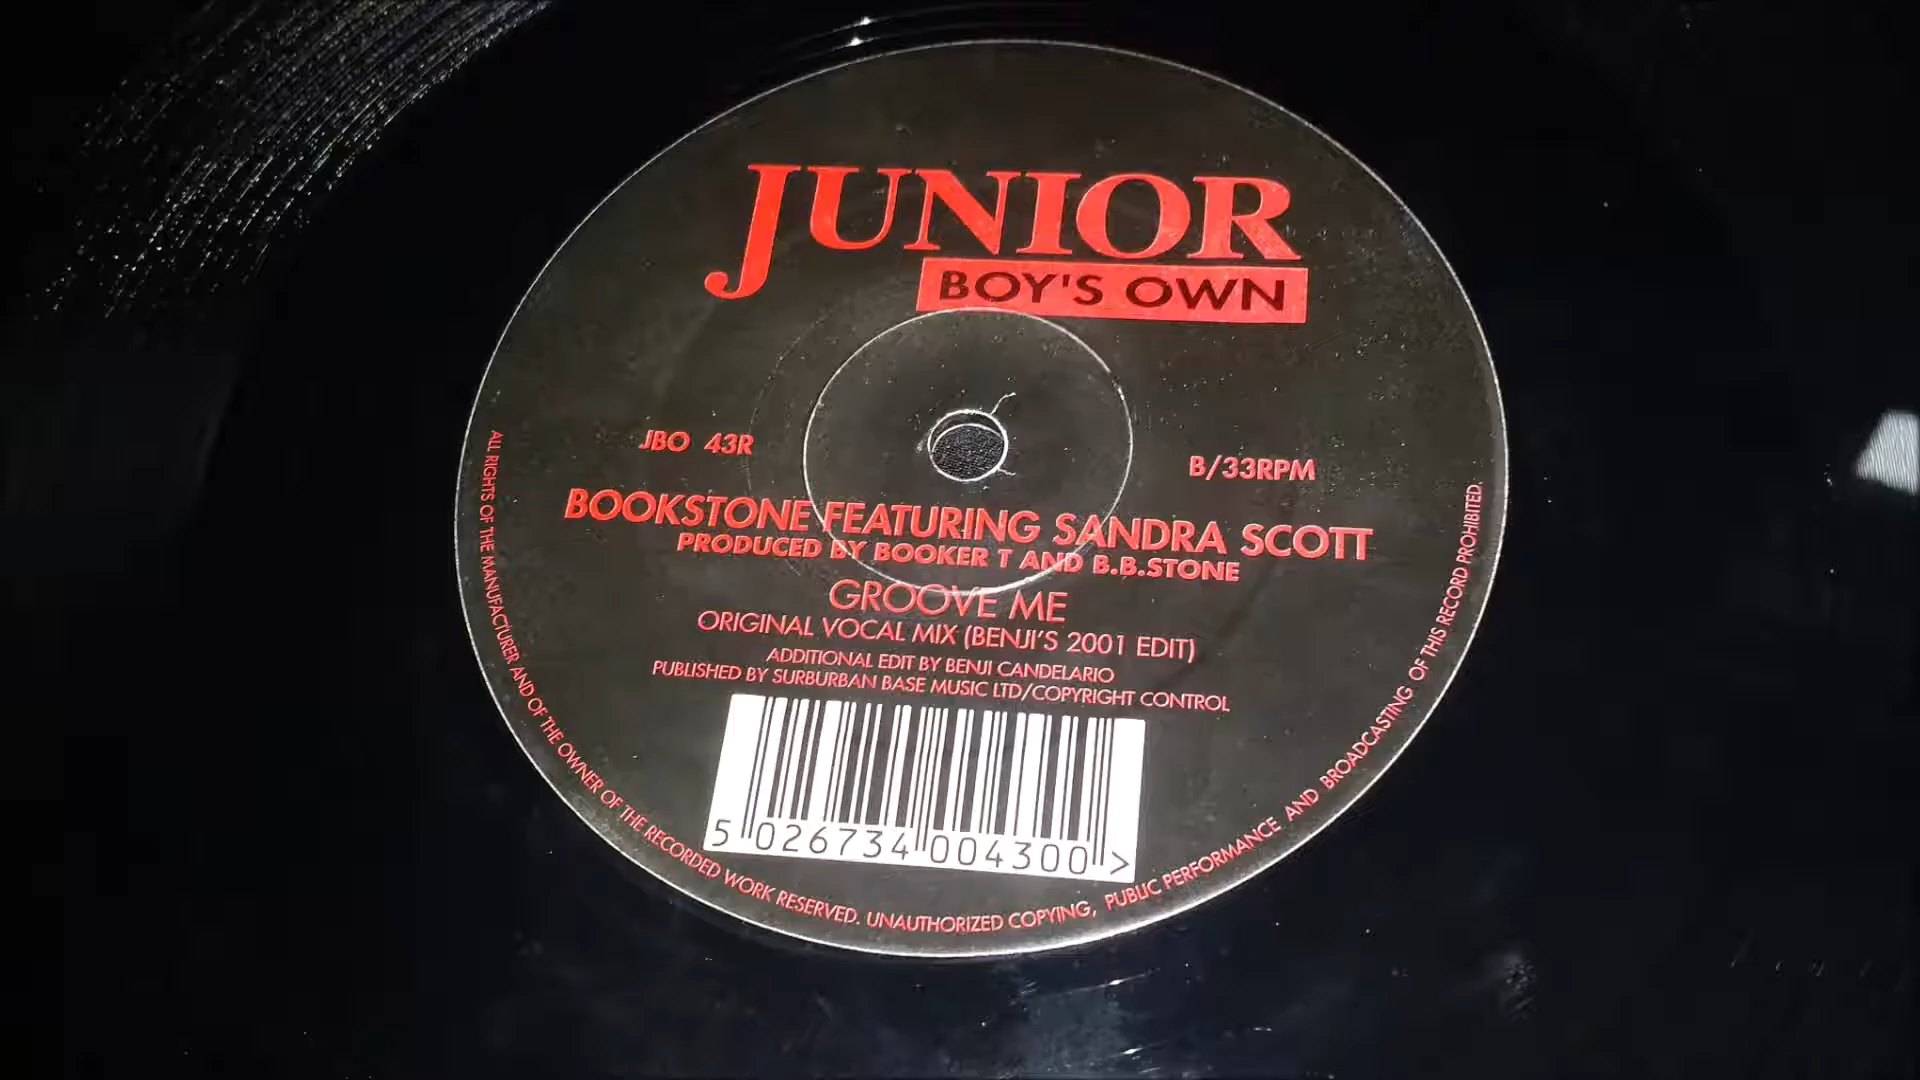 JUNIOR
BOY'S OWN
JBO 43R
B/33RPM
BOOKSTONE FEATURING SANDRA SCOTT
PRODUCED BY BOOKER T AND B.B.STONE
GROOVE ME
ORIGINAL VOCAL MIX (BENJI'S 2001 EDIT)
ADDITIONAL EDIT BY BENJI CANDELARIO
PUBLISHED BY SURBURBAN BASE MUSIC LTD/COPYRIGHT CONTROL
5 026734 004300 >
ALL RIGHTS OF THE MANUFACTURER AND OF THE OWNER OF THE RECORDED WORK RESERVED. UNAUTHORIZED COPYING, PUBLIC PERFORMANCE AND BROADCASTING OF THIS RECORD PROHIBITED.